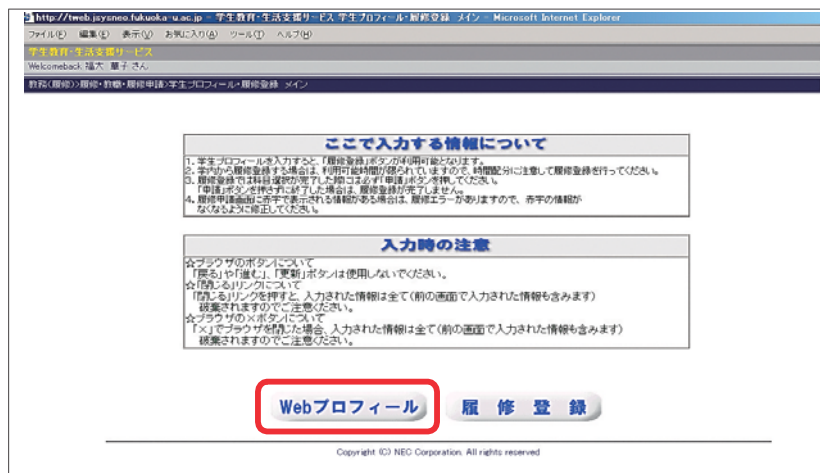 http://tweb.jsysneo.fukuoka-u.ac.jp - 学生教育・生活支援サービス 学生プロフィール・履修登録 メイン - Microsoft Internet Explorer
ファイル(F) 編集(E) 表示(V) お気に入り(A) ツール(T) ヘルプ(H)
学生教育・生活支援サービス
Welcomeback 福大 華子 さん
教務(履修)>履修・教職・履修申請>学生プロフィール・履修登録 メイン
ここで入力する情報について
1. 学生プロフィールを入力すると、「履修登録」ボタンが利用可能となります。
2. 学内から履修登録する場合は、利用可能時間が限られていますので、時間配分に注意して履修登録を行ってください。
3. 履修登録では科目選択が完了した際には必ず「申請」ボタンを押してください。
「申請」ボタンを押さずに終了した場合は、履修登録が完了しません。
4. 履修申請画面に赤字で表示される情報がある場合は、履修エラーがありますので、赤字の情報が
なくなるように修正してください。
入力時の注意
☆ブラウザのボタンについて
「戻る」や「進む」、「更新」ボタンは使用しないでください。
☆「閉じる」リンクについて
「閉じる」リンクを押すと、入力された情報は全て(前の画面で入力された情報も含みます)
破棄されますのでご注意ください。
☆ブラウザの×ボタンについて
「×」でブラウザを閉じた場合、入力された情報は全て(前の画面で入力された情報も含みます)
破棄されますのでご注意ください。
Webプロフィール 履修登録
Copyright (C) NEC Corporation. All rights reserved